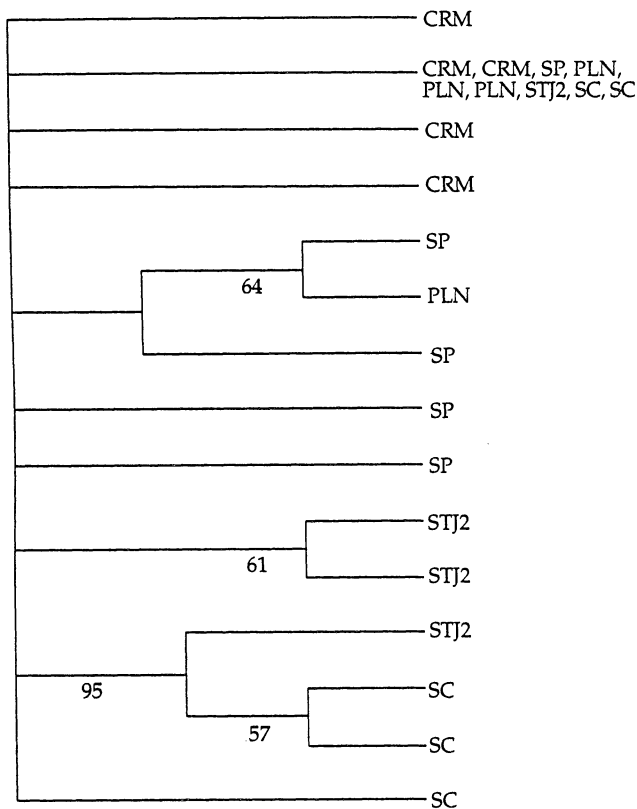 CRM
CRM, CRM, SP, PLN,
PLN, PLN, STJ2, SC, SC
CRM
CRM
SP
64
PLN
SP
SP
SP
STJ2
61
STJ2
STJ2
95
SC
57
SC
SC